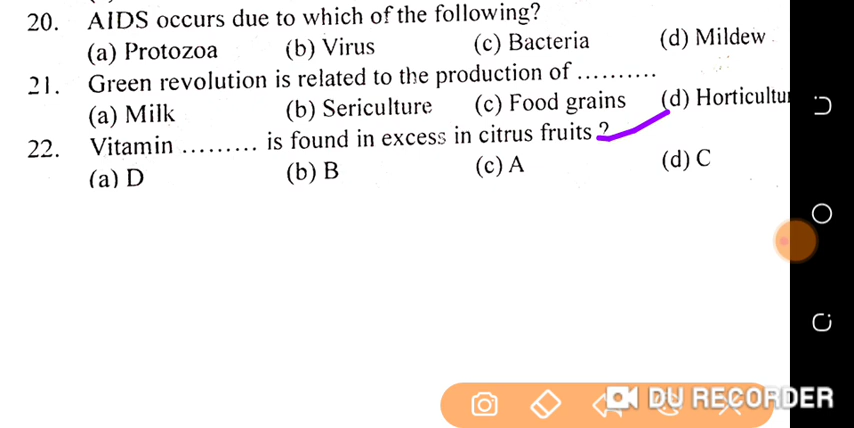 20. AIDS occurs due to which of the following?
(a) Protozoa (b) Virus (c) Bacteria (d) Mildew
21. Green revolution is related to the production of ..........
(a) Milk (b) Sericulture (c) Food grains (d) Horticultu
22. Vitamin ......... is found in excess in citrus fruits ?
(a) D (b) B (c) A (d) C
DU RECORDER